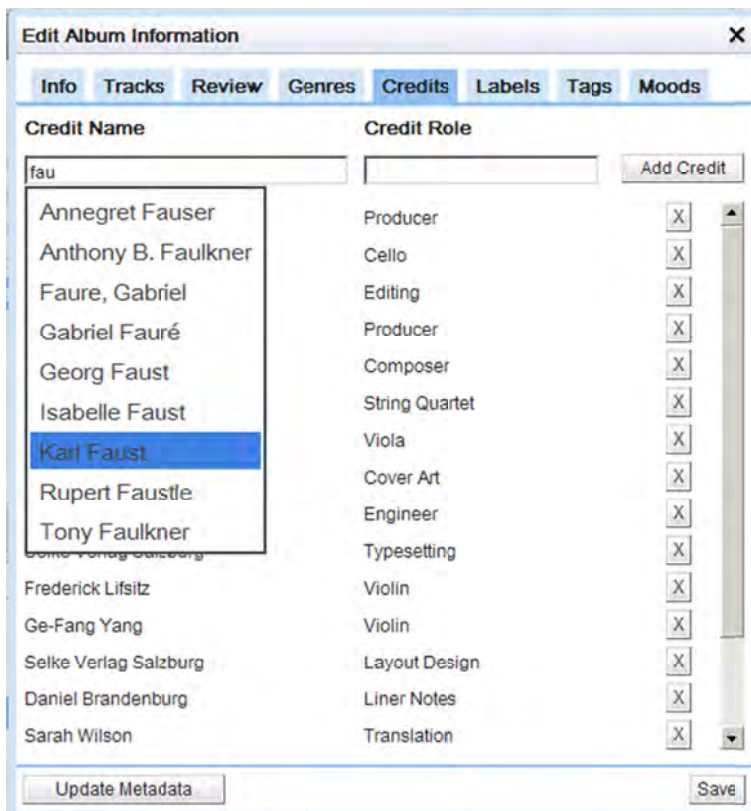 Edit Album Information X
Info Tracks Review Genres Credits Labels Tags Moods
Credit Name Credit Role
fau Add Credit
Annegret Fauser Producer X
Anthony B. Faulkner Cello X
Faure, Gabriel Editing X
Gabriel Fauré Producer X
Georg Faust Composer X
Isabelle Faust String Quartet X
Karl Faust Viola X
Rupert Faustle Cover Art X
Tony Faulkner Engineer X
Selke Verlag Salzburg Typesetting X
Frederick Lifsitz Violin X
Ge-Fang Yang Violin X
Selke Verlag Salzburg Layout Design X
Daniel Brandenburg Liner Notes X
Sarah Wilson Translation X
Update Metadata Save